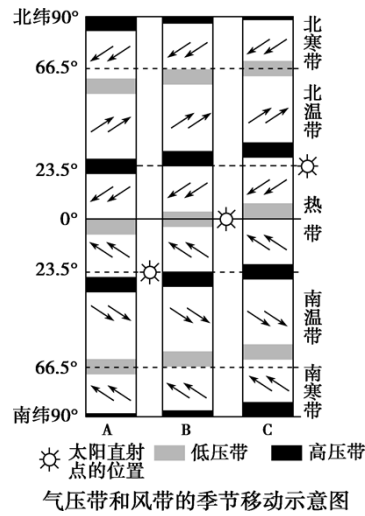 北纬90°
66.5°
23.5°
0°
23.5°
66.5°
南纬90°
北寒带
北温带
热带
南温带
南寒带
A B C
太阳直射点的位置
低压带
高压带
气压带和风带的季节移动示意图